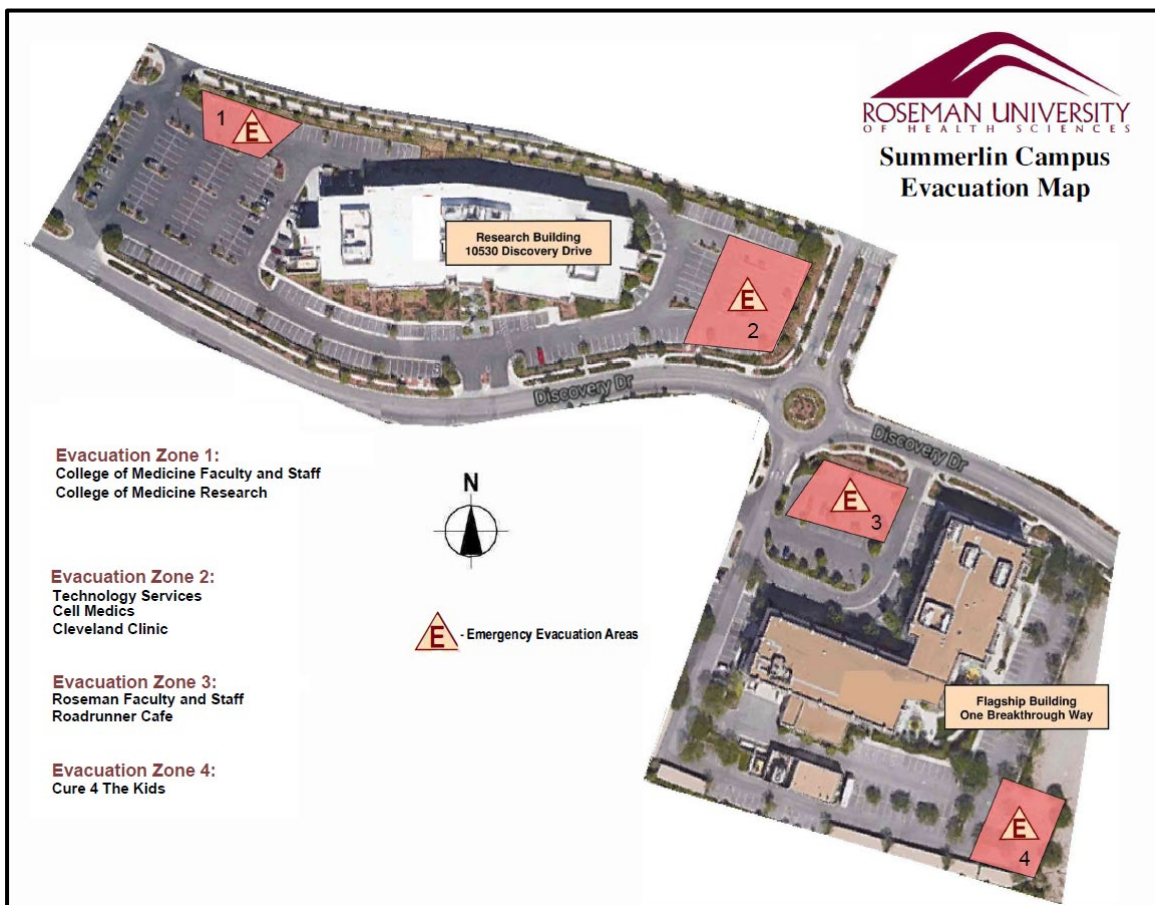 ROSEMAN UNIVERSITY
OF HEALTH SCIENCES
Summerlin Campus
Evacuation Map
1
E
Research Building
10530 Discovery Drive
E
2
Discovery Dr
Discovery Dr
E
3
Evacuation Zone 1:
College of Medicine Faculty and Staff
College of Medicine Research
N
Evacuation Zone 2:
Technology Services
Cell Medics
Cleveland Clinic
E - Emergency Evacuation Areas
Evacuation Zone 3:
Roseman Faculty and Staff
Roadrunner Cafe
Flagship Building
One Breakthrough Way
Evacuation Zone 4:
Cure 4 The Kids
E
4